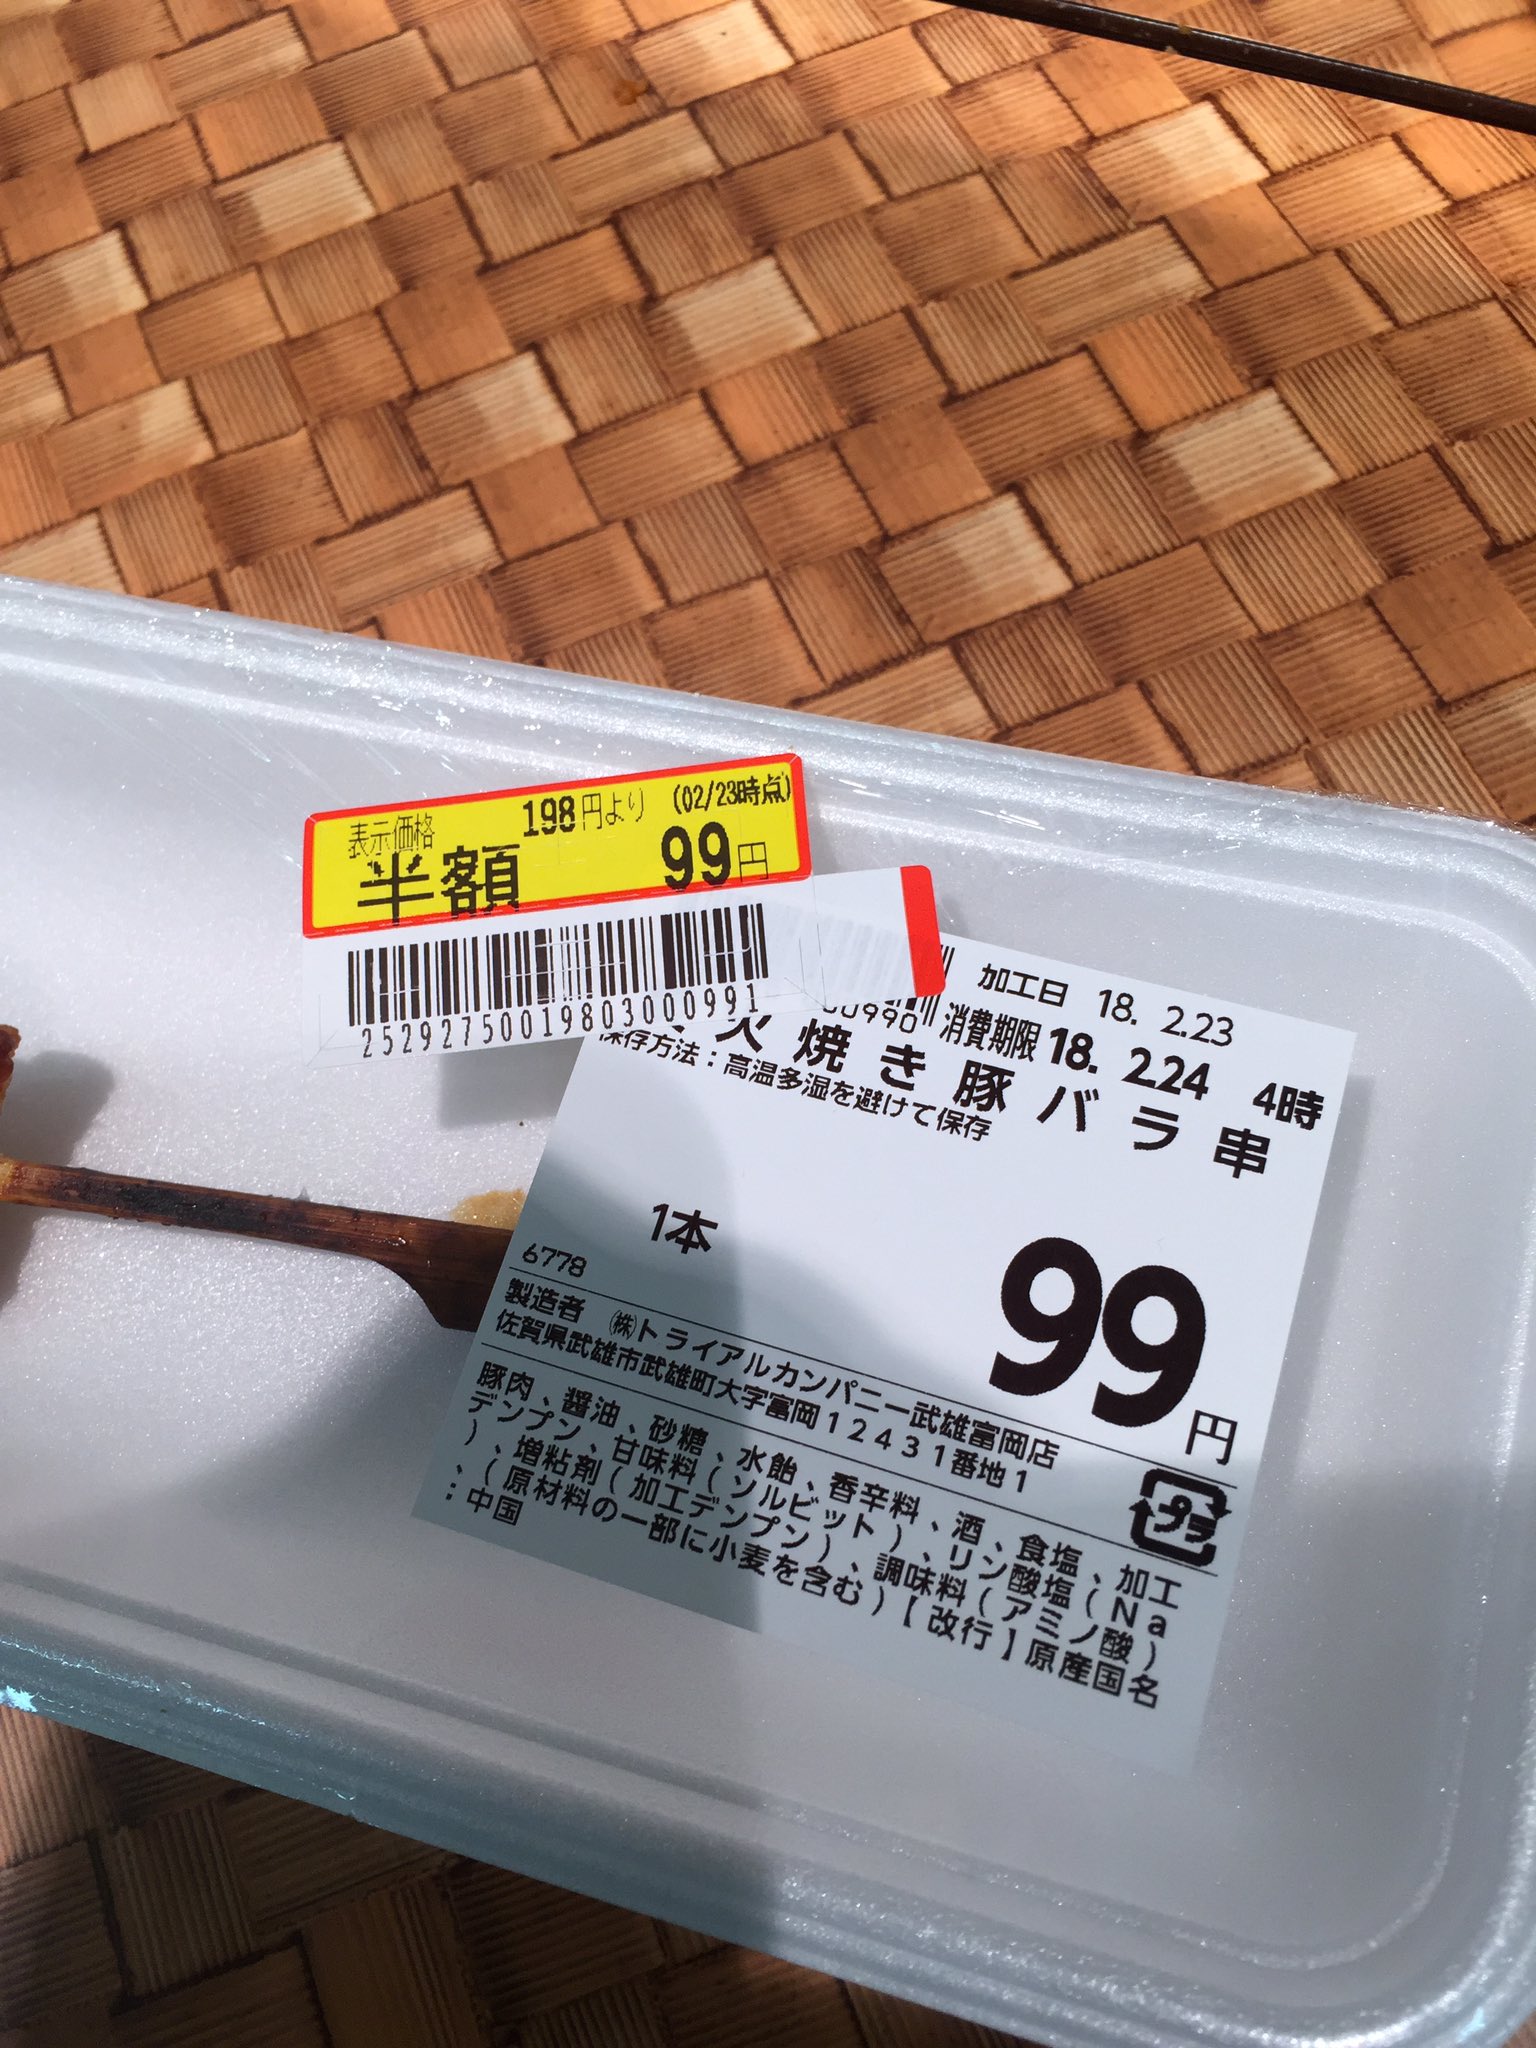 表示価格 198円より (02/23時点)
半額 99円
25292750019803000991
00990
加工日 18. 2.23
消費期限 18. 2.24 4時
火焼き豚バラ串
保存方法：高温多湿を避けて保存
1本
99円
6778
製造者 ㈱トライアルカンパニー武雄富岡店
佐賀県武雄市武雄町大字富岡12431番地1
プラ
豚肉、醤油、砂糖、水飴、香辛料、酒、食塩、加工
デンプン、甘味料(ソルビット)、リン酸塩(Na
)、増粘剤(加工デンプン)、調味料(アミノ酸)
、(原材料の一部に小麦を含む)【改行】原産国名
：中国